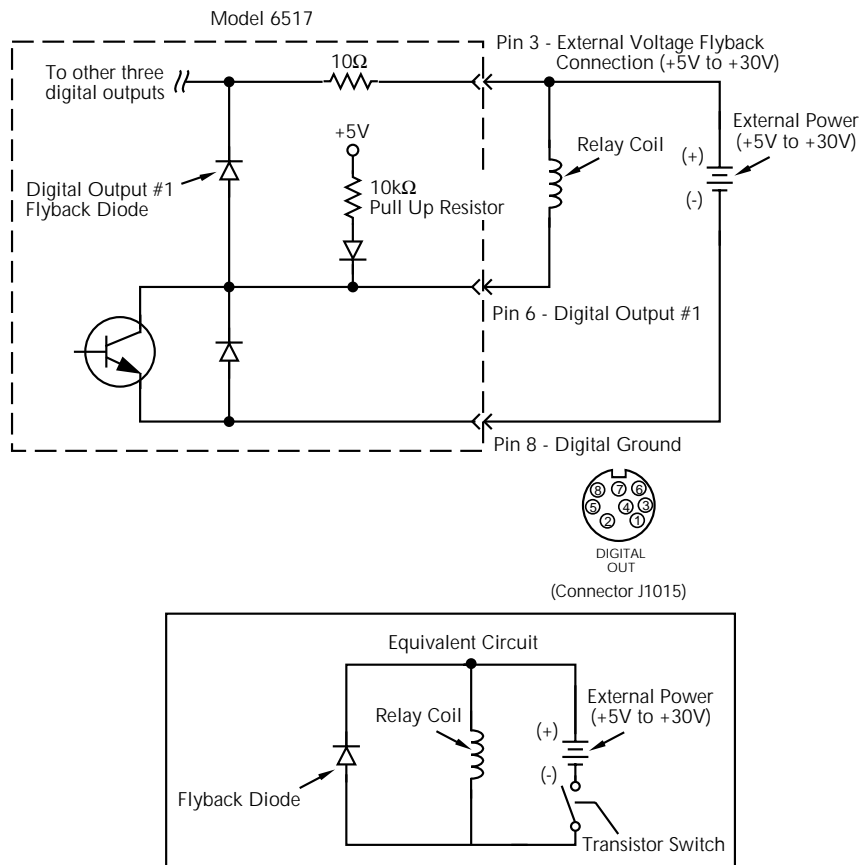 Model 6517
Pin 3 - External Voltage Flyback
Connection (+5V to +30V)
To other three
digital outputs
10Ω
+5V
External Power
(+5V to +30V)
Relay Coil
(+)
(-)
Digital Output #1
Flyback Diode
10kΩ
Pull Up Resistor
Pin 6 - Digital Output #1
Pin 8 - Digital Ground
8 7 6
5 4 3
2 1
DIGITAL
OUT
(Connector J1015)
Equivalent Circuit
Relay Coil
External Power
(+5V to +30V)
(+)
(-)
Flyback Diode
Transistor Switch